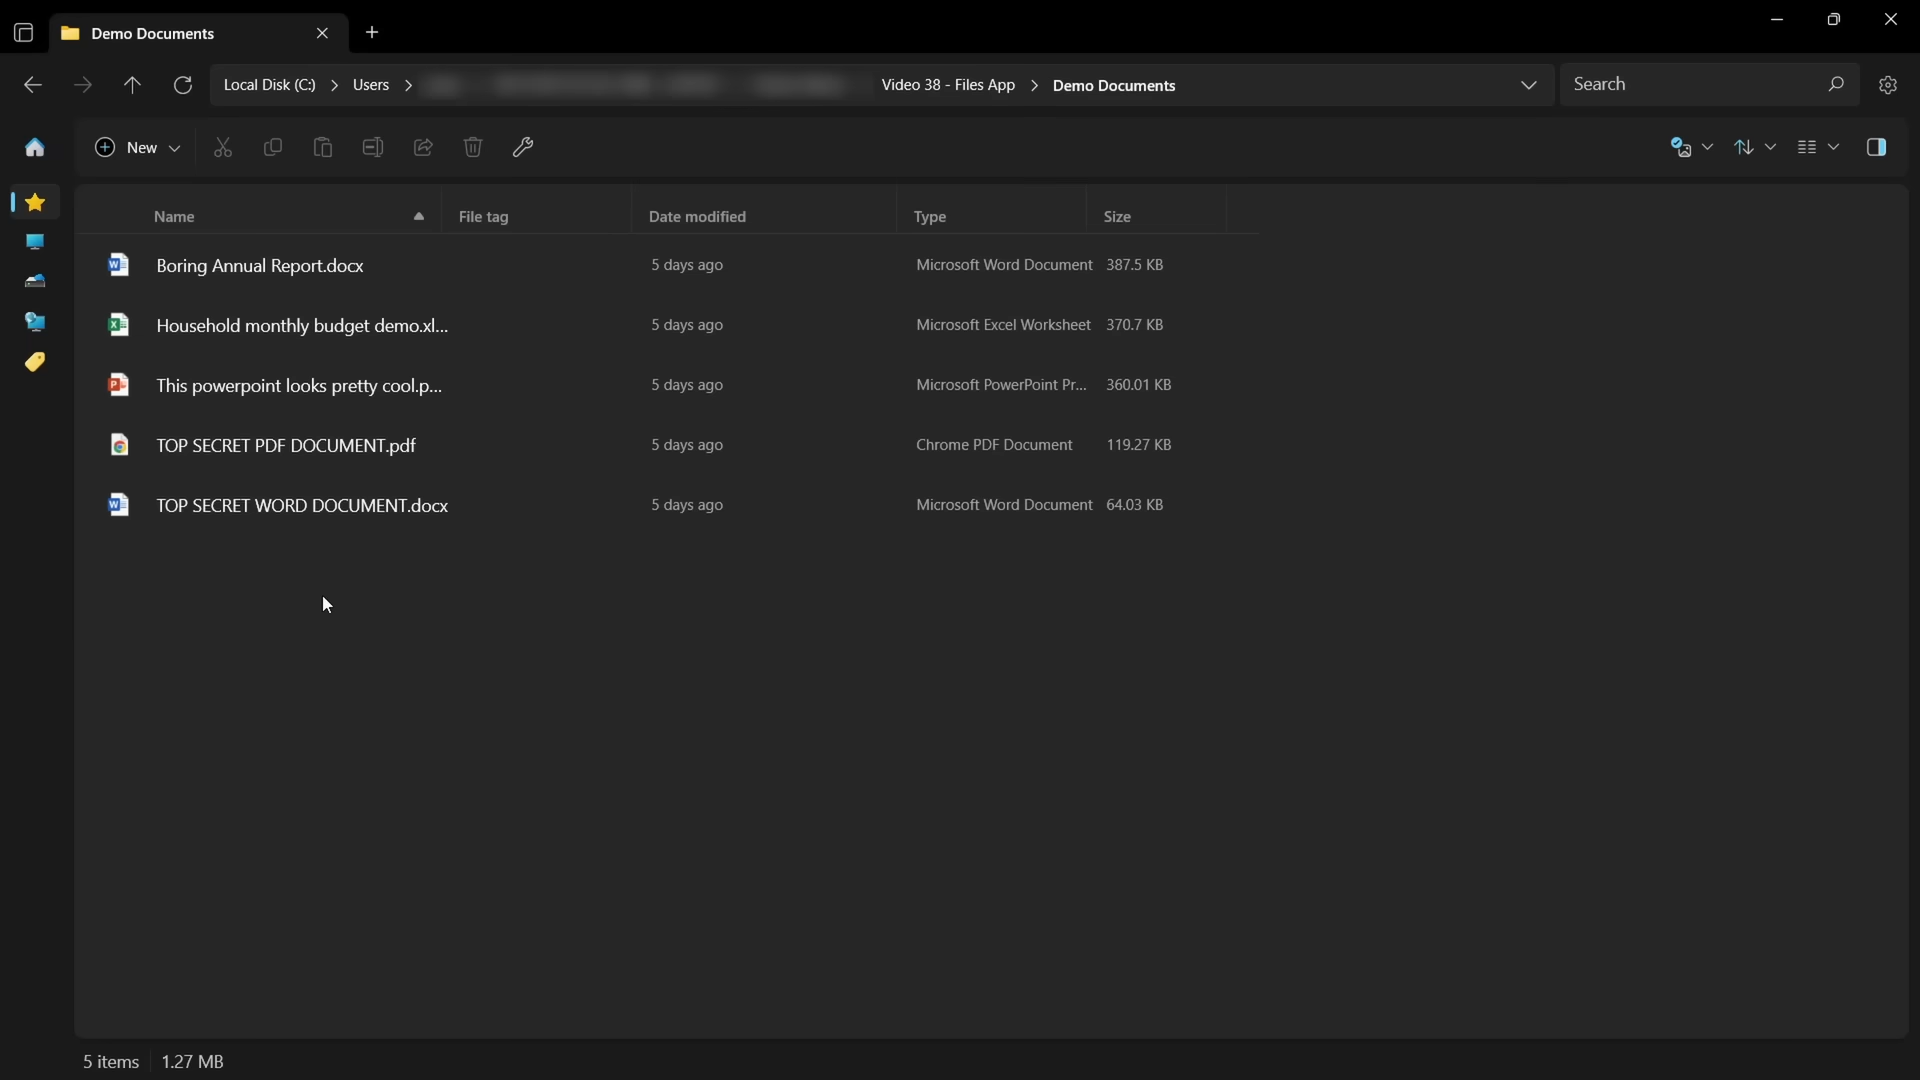 Demo Documents
Local Disk (C:) Users Video 38 - Files App Demo Documents Search
New
Name File tag Date modified Type Size
Boring Annual Report.docx 5 days ago Microsoft Word Document 387.5 KB
Household monthly budget demo.xl... 5 days ago Microsoft Excel Worksheet 370.7 KB
This powerpoint looks pretty cool.p... 5 days ago Microsoft PowerPoint Pr... 360.01 KB
TOP SECRET PDF DOCUMENT.pdf 5 days ago Chrome PDF Document 119.27 KB
TOP SECRET WORD DOCUMENT.docx 5 days ago Microsoft Word Document 64.03 KB
5 items 1.27 MB